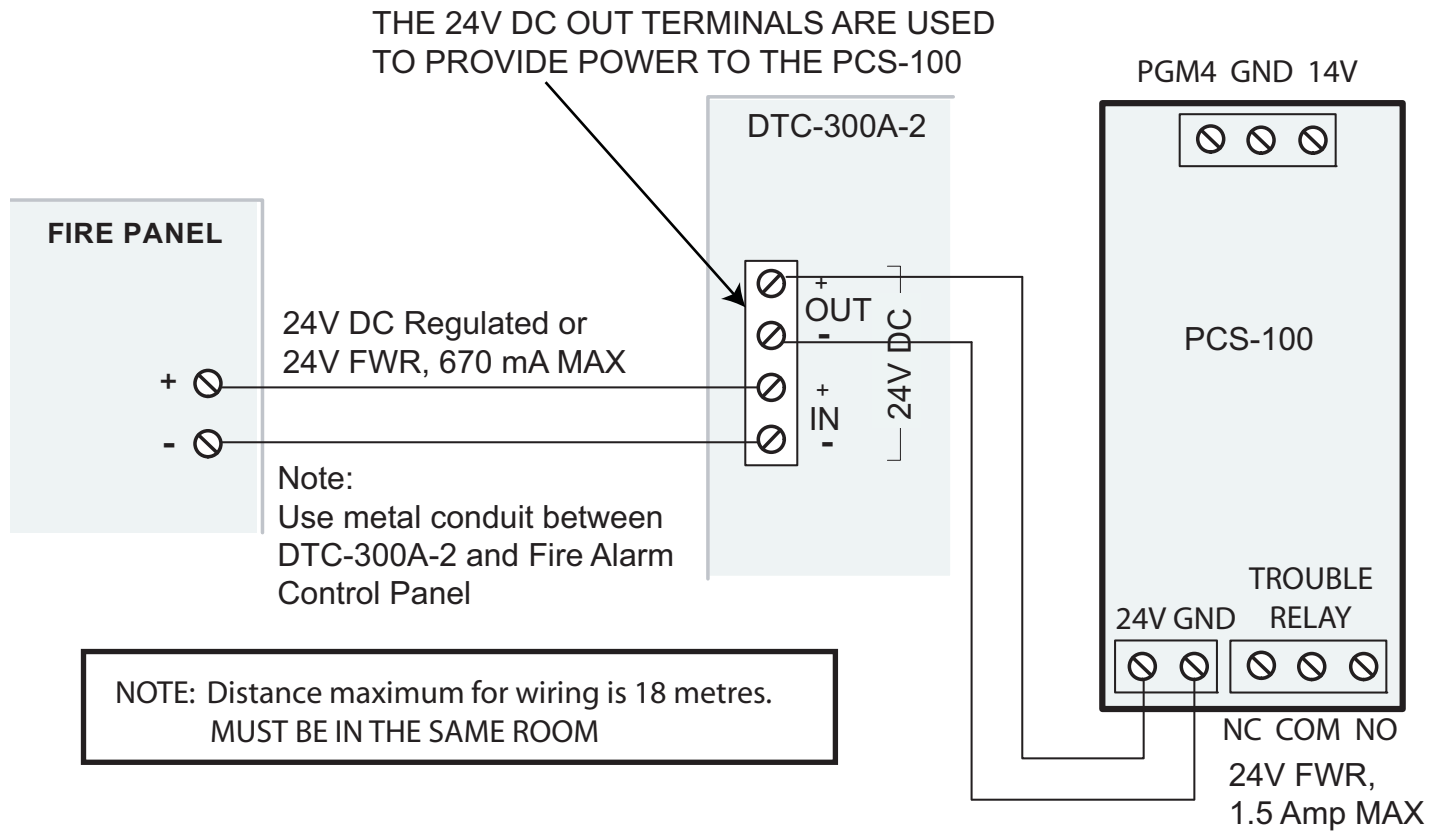 THE 24V DC OUT TERMINALS ARE USED
TO PROVIDE POWER TO THE PCS-100
PGM4 GND 14V
DTC-300A-2
FIRE PANEL
+
OUT
-
24V DC
24V DC Regulated or
24V FWR, 670 mA MAX
PCS-100
+
-
+
IN
-
Note:
Use metal conduit between
DTC-300A-2 and Fire Alarm
Control Panel
TROUBLE
RELAY
24V GND
NOTE: Distance maximum for wiring is 18 metres.
MUST BE IN THE SAME ROOM
NC COM NO
24V FWR,
1.5 Amp MAX